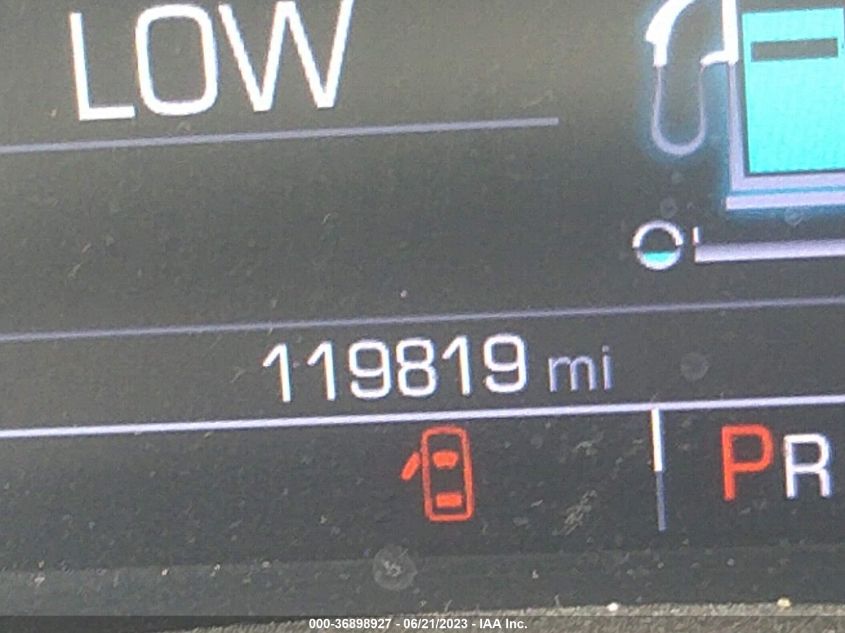 LOW
119819 mi
PR
000-36898927 - 06/21/2023 - IAA Inc.